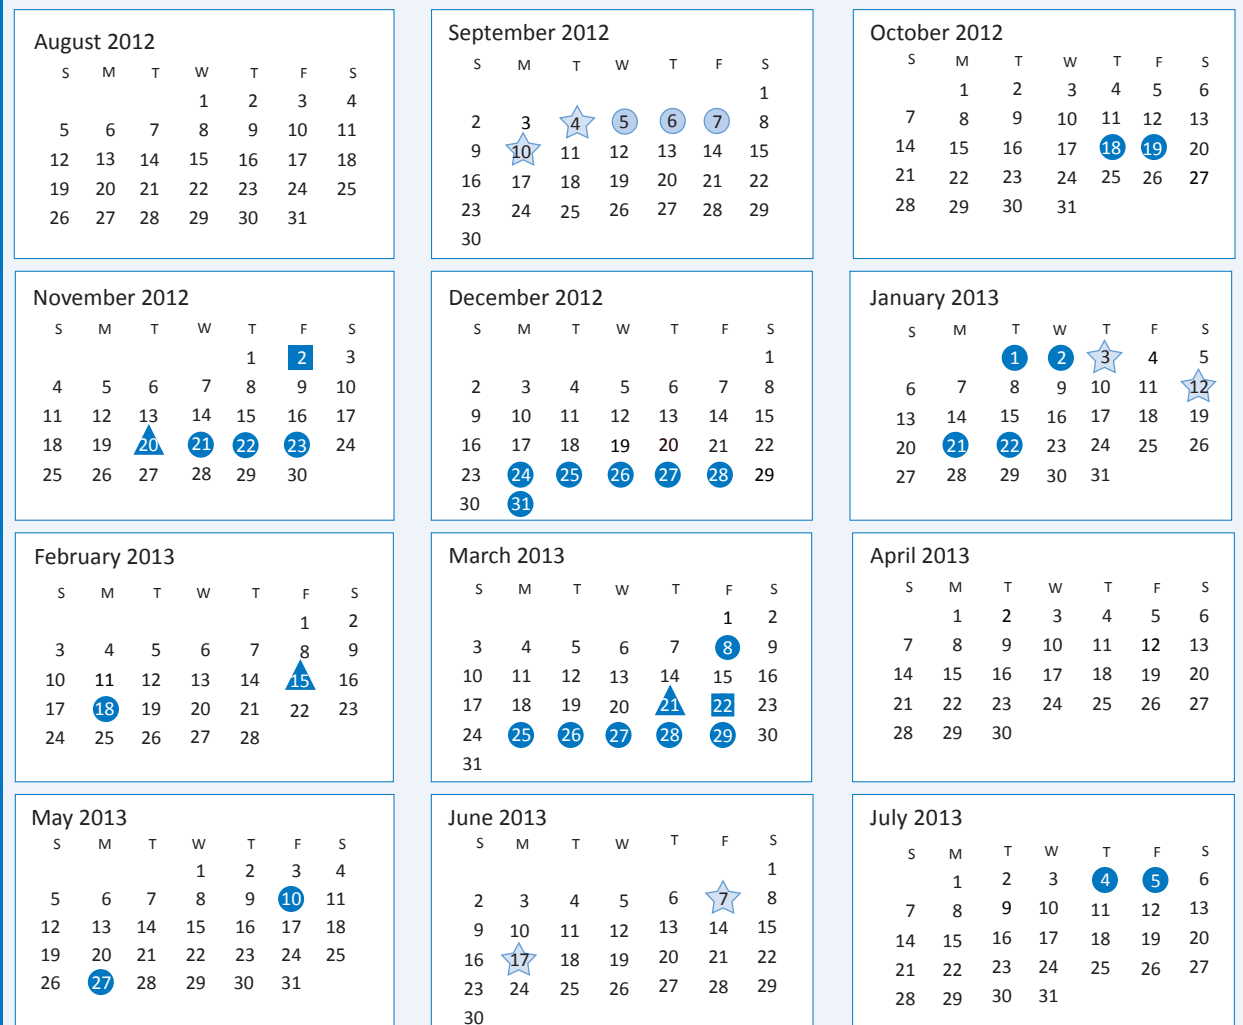 August 2012
S M T W T F S
1 2 3 4
5 6 7 8 9 10 11
12 13 14 15 16 17 18
19 20 21 22 23 24 25
26 27 28 29 30 31
September 2012
S M T W T F S
1
2 3 4 5 6 7 8
9 10 11 12 13 14 15
16 17 18 19 20 21 22
23 24 25 26 27 28 29
30
October 2012
S M T W T F S
1 2 3 4 5 6
7 8 9 10 11 12 13
14 15 16 17 18 19 20
21 22 23 24 25 26 27
28 29 30 31
November 2012
S M T W T F S
1 2 3
4 5 6 7 8 9 10
11 12 13 14 15 16 17
18 19 20 21 22 23 24
25 26 27 28 29 30
December 2012
S M T W T F S
1
2 3 4 5 6 7 8
9 10 11 12 13 14 15
16 17 18 19 20 21 22
23 24 25 26 27 28 29
30 31
January 2013
S M T W T F S
1 2 3 4 5
6 7 8 9 10 11 12
13 14 15 16 17 18 19
20 21 22 23 24 25 26
27 28 29 30 31
February 2013
S M T W T F S
1 2
3 4 5 6 7 8 9
10 11 12 13 14 15 16
17 18 19 20 21 22 23
24 25 26 27 28
March 2013
S M T W T F S
1 2
3 4 5 6 7 8 9
10 11 12 13 14 15 16
17 18 19 20 21 22 23
24 25 26 27 28 29 30
31
April 2013
S M T W T F S
1 2 3 4 5 6
7 8 9 10 11 12 13
14 15 16 17 18 19 20
21 22 23 24 25 26 27
28 29 30
May 2013
S M T W T F S
1 2 3 4
5 6 7 8 9 10 11
12 13 14 15 16 17 18
19 20 21 22 23 24 25
26 27 28 29 30 31
June 2013
S M T W T F S
1
2 3 4 5 6 7 8
9 10 11 12 13 14 15
16 17 18 19 20 21 22
23 24 25 26 27 28 29
30
July 2013
S M T W T F S
1 2 3 4 5 6
7 8 9 10 11 12 13
14 15 16 17 18 19 20
21 22 23 24 25 26 27
28 29 30 31